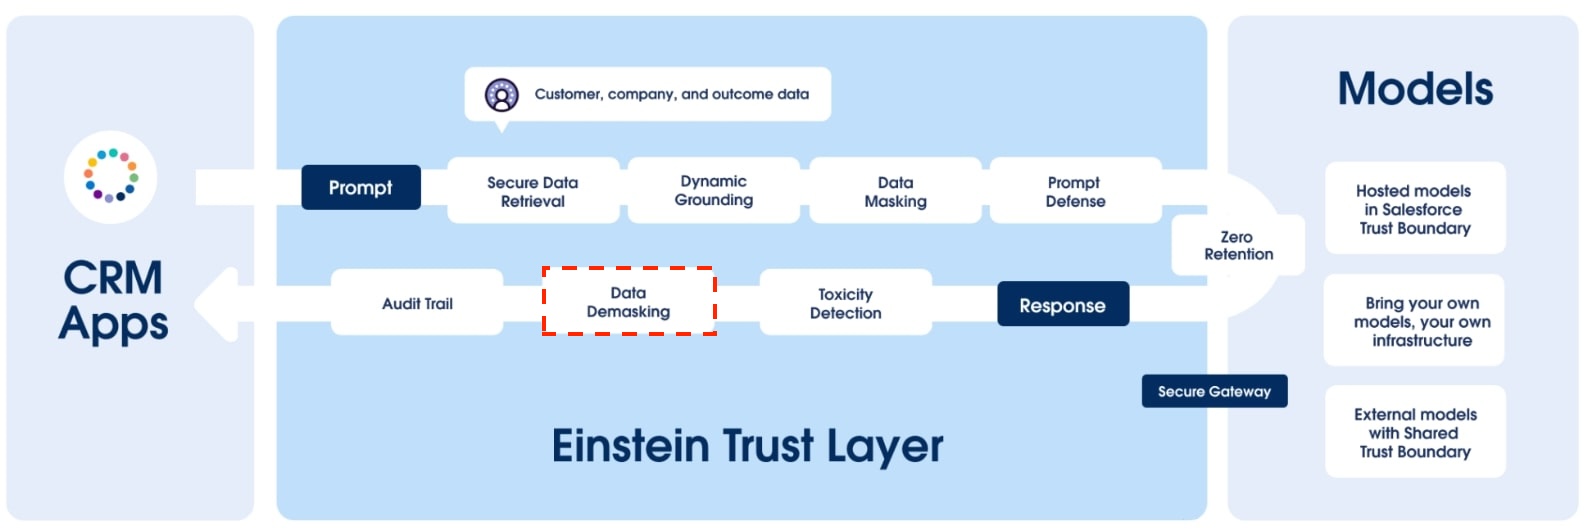 CRM
Apps
Customer, company, and outcome data
Prompt
Secure Data
Retrieval
Dynamic
Grounding
Data
Masking
Prompt
Defense
Zero
Retention
Response
Toxicity
Detection
Data
Demasking
Audit Trail
Secure Gateway
Einstein Trust Layer
Models
Hosted models
in Salesforce
Trust Boundary
Bring your own
models, your own
infrastructure
External models
with Shared
Trust Boundary